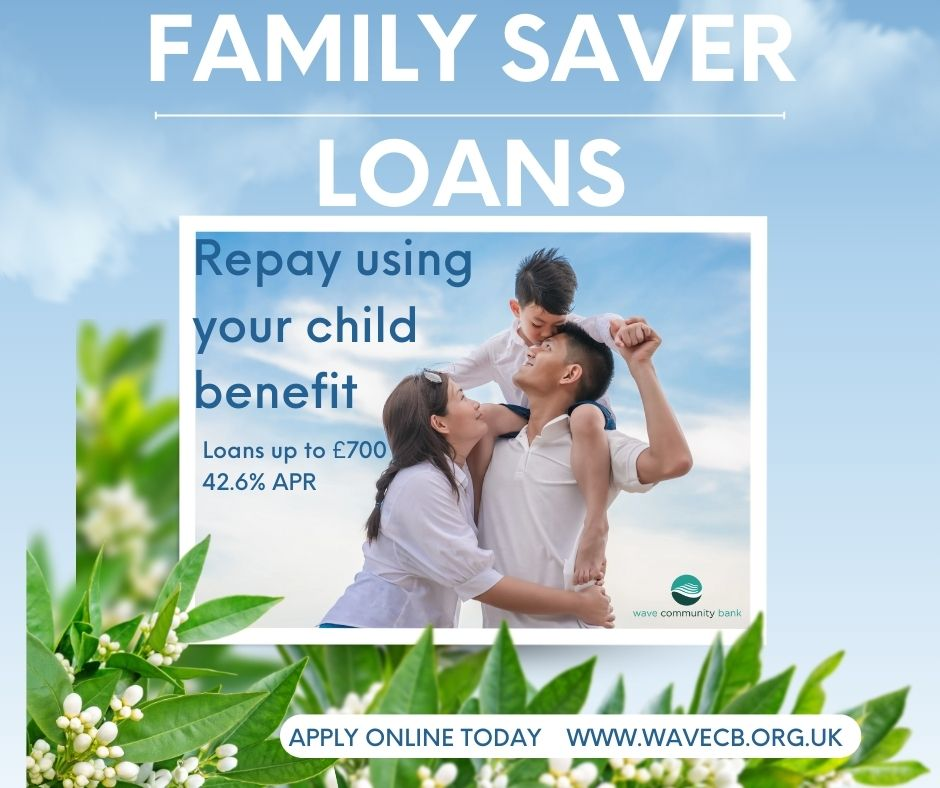 FAMILY SAVER
LOANS
Repay using
your child
benefit
Loans up to £700
42.6% APR
wave community bank
APPLY ONLINE TODAY WWW.WAVECB.ORG.UK